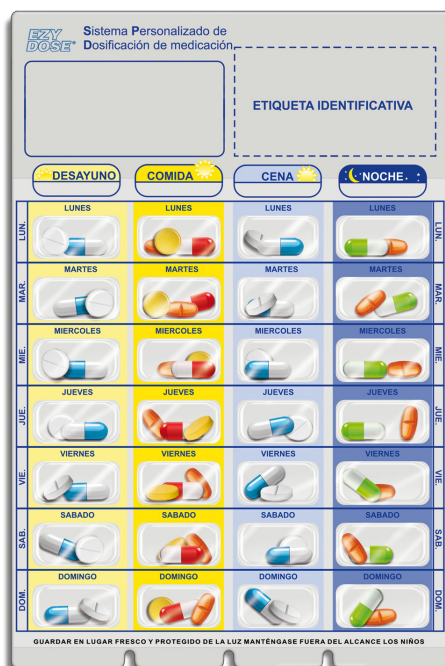 EZY DOSE®
Sistema Personalizado de
Dosificación de medicación
ETIQUETA IDENTIFICATIVA
DESAYUNO COMIDA CENA NOCHE
LUN. LUNES LUNES LUNES LUNES LUN.
MAR. MARTES MARTES MARTES MARTES MAR.
MIE. MIERCOLES MIERCOLES MIERCOLES MIERCOLES MIE.
JUE. JUEVES JUEVES JUEVES JUEVES JUE.
VIE. VIERNES VIERNES VIERNES VIERNES VIE.
SAB. SABADO SABADO SABADO SABADO SAB.
DOM. DOMINGO DOMINGO DOMINGO DOMINGO DOM.
GUARDAR EN LUGAR FRESCO Y PROTEGIDO DE LA LUZ MANTÉNGASE FUERA DEL ALCANCE LOS NIÑOS